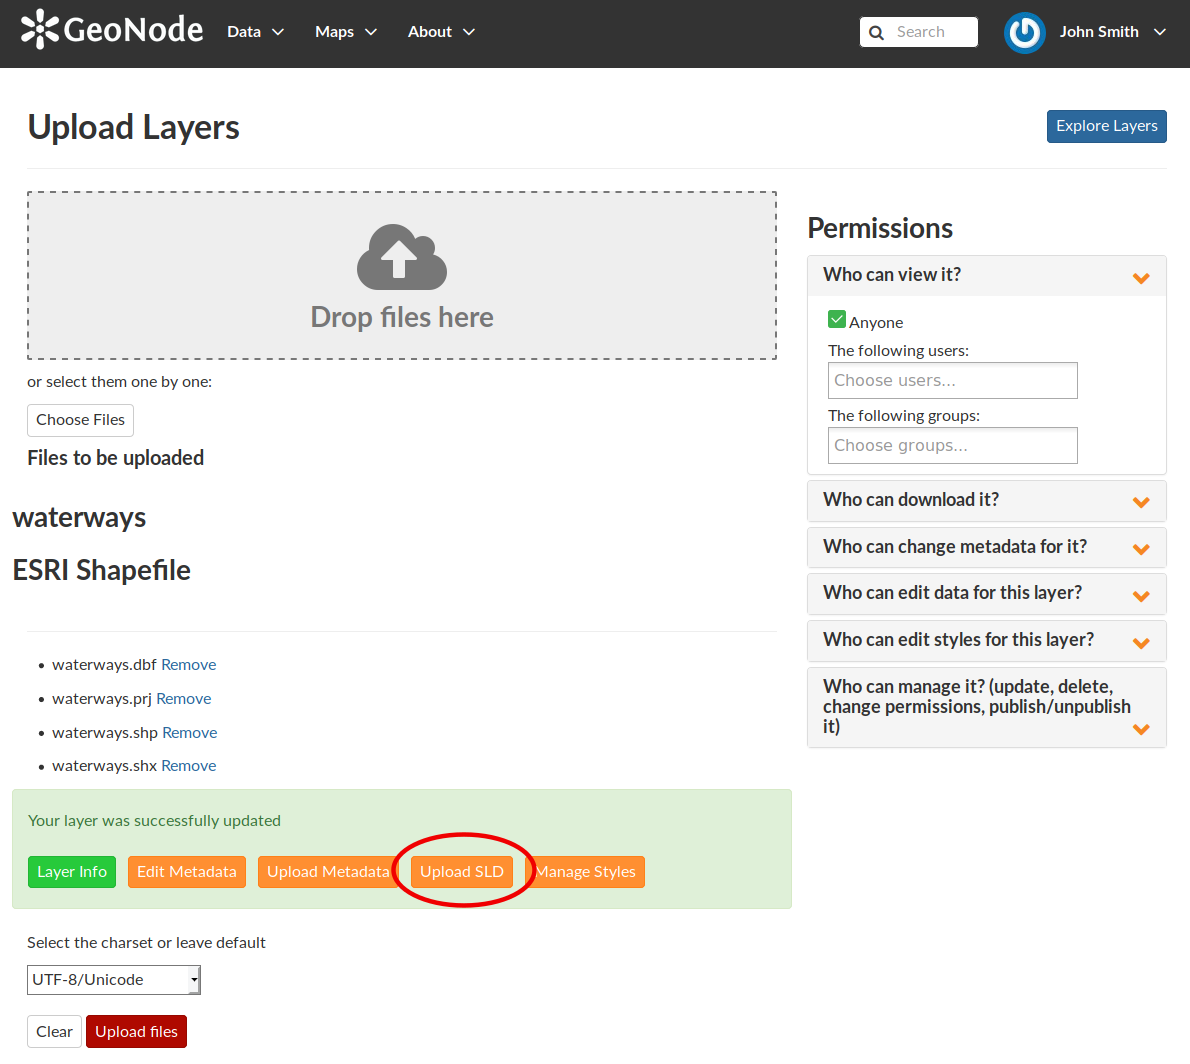 GeoNode Data Maps About Search John Smith
Upload Layers
Explore Layers
Drop files here
or select them one by one:
Choose Files
Files to be uploaded
waterways
ESRI Shapefile
waterways.dbf Remove
waterways.prj Remove
waterways.shp Remove
waterways.shx Remove
Your layer was successfully updated
Layer Info Edit Metadata Upload Metadata Upload SLD Manage Styles
Select the charset or leave default
UTF-8/Unicode
Clear Upload files
Permissions
Who can view it?
Anyone
The following users:
Choose users...
The following groups:
Choose groups...
Who can download it?
Who can change metadata for it?
Who can edit data for this layer?
Who can edit styles for this layer?
Who can manage it? (update, delete,
change permissions, publish/unpublish
it)